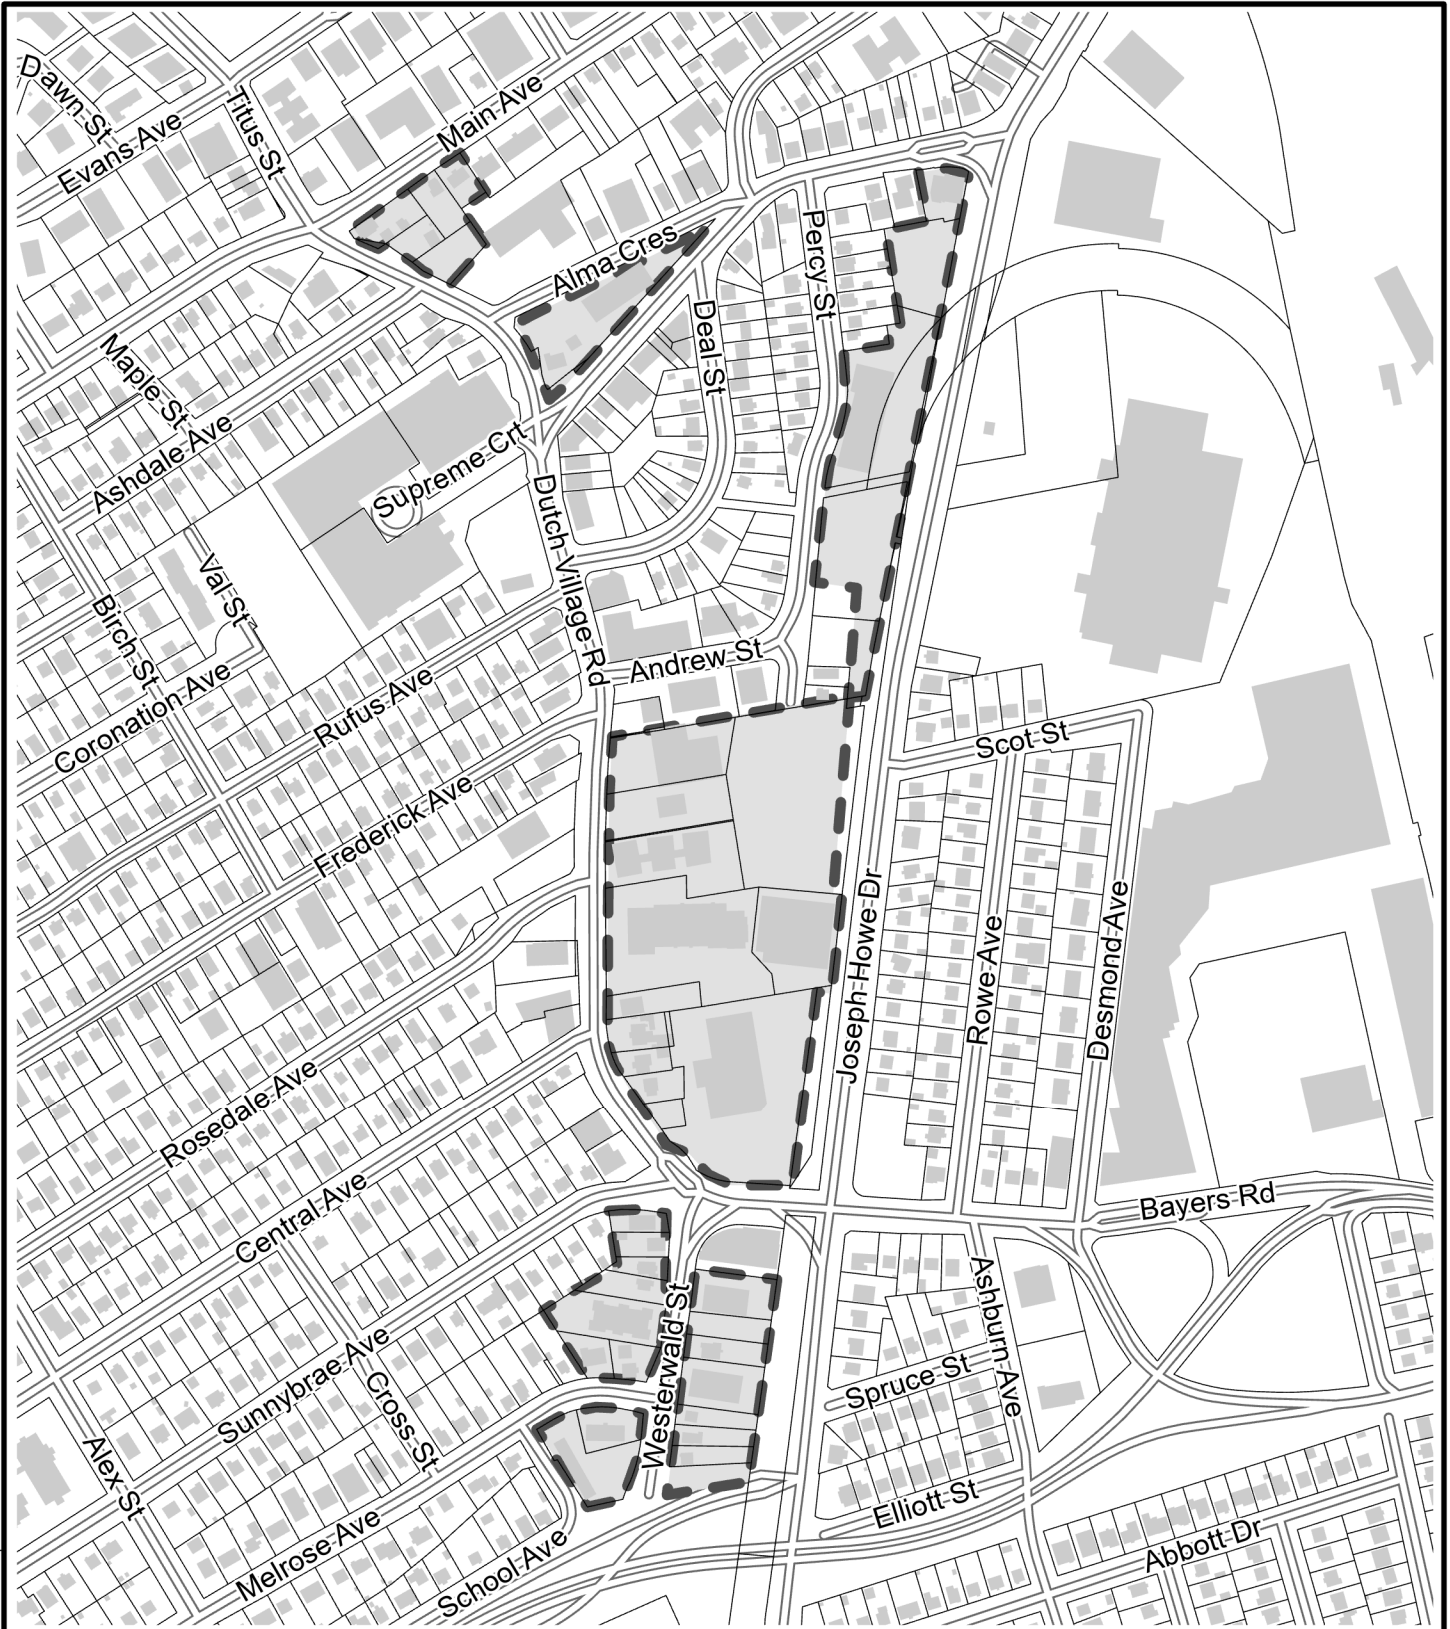 Dawn St
Evans Ave
Titus St
Main Ave
Alma Cres
Percy St
Deal St
Maple St
Ashdale Ave
Supreme Crt
Dutch Village Rd
Val St
Birch St
Coronation Ave
Rufus Ave
Andrew St
Scot St
Frederick Ave
Joseph Howe Dr
Rowe Ave
Desmond Ave
Rosedale Ave
Central Ave
Bayers Rd
Sunnybrae Ave
Cross St
Westerwald St
Ashburn Ave
Spruce St
Alex St
Elliott St
Melrose Ave
School Ave
Abbott Dr